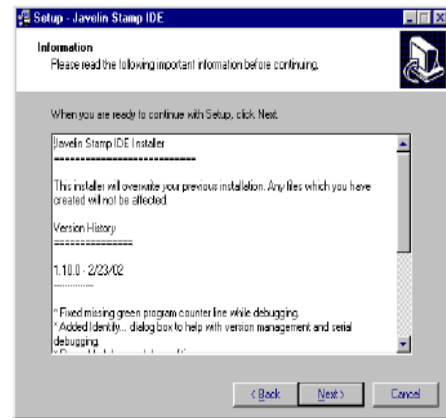 Setup - Javelin Stamp IDE
Information
Please read the following important information before continuing.
When you are ready to continue with Setup, click Next.
Javelin Stamp IDE Installer
===========================
This installer will overwrite your previous installation. Any files which you have
created will not be affected.
Version History
===============
1.10.0 - 2/23/02
--------------
* Fixed missing green program counter line while debugging.
* Added Identify... dialog box to help with version management and serial
debugging.
< Back
Next >
Cancel